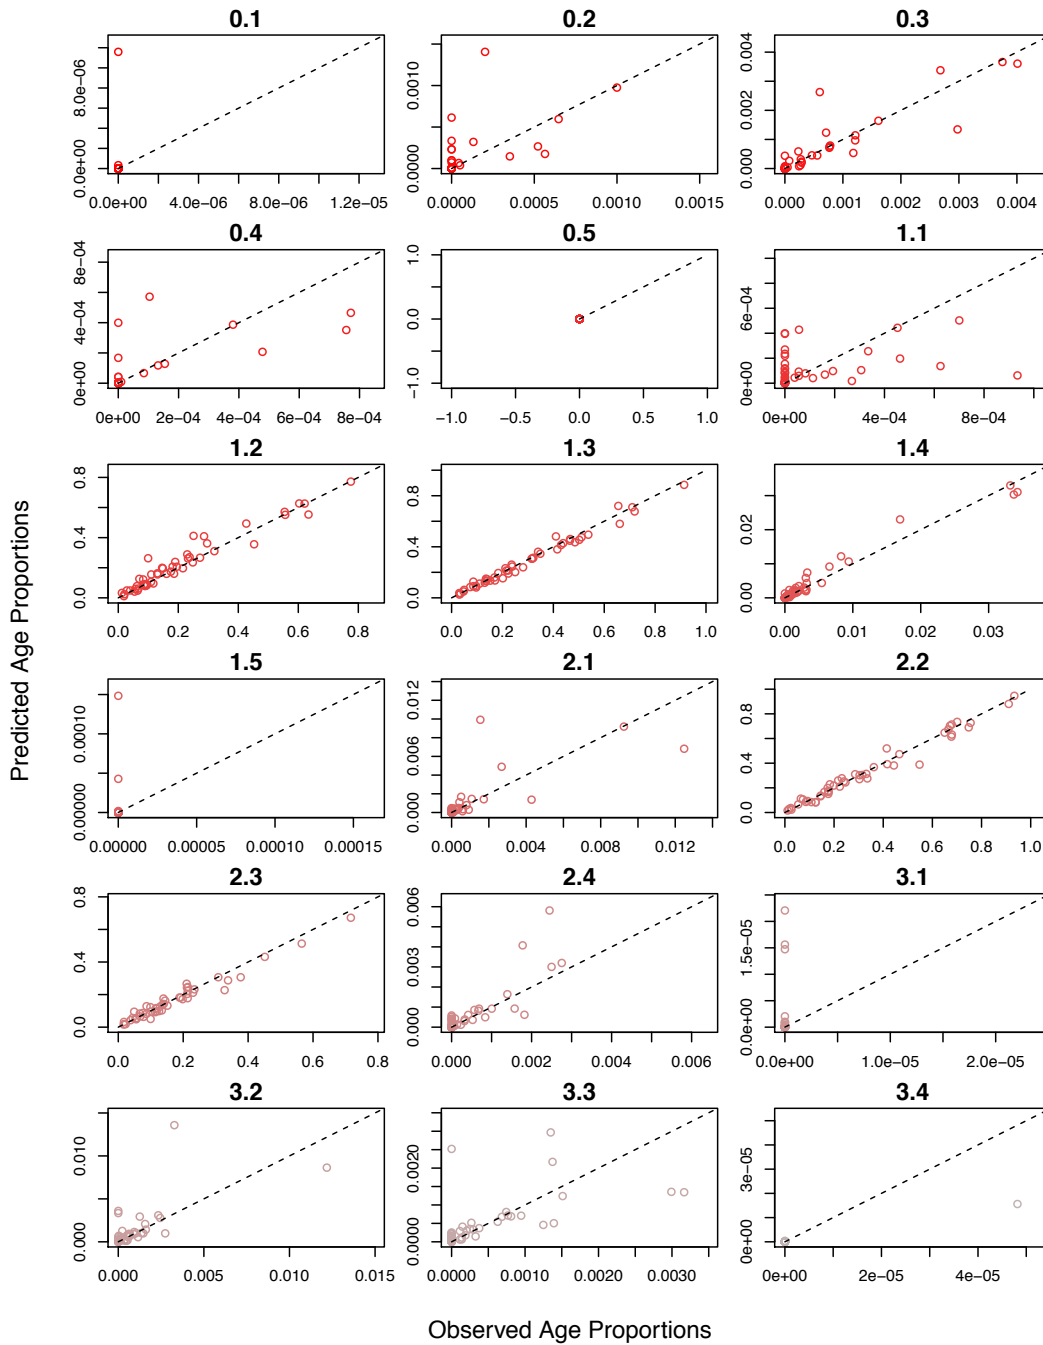 0.1 0.2 0.3
0.0e+00 8.0e−06
0.0e+00 4.0e−06 8.0e−06 1.2e−05
0.0000 0.0010
0.0000 0.0005 0.0010 0.0015
0.000 0.002 0.004
0.000 0.001 0.002 0.003 0.004
0.4 0.5 1.1
0e+00 4e−04 8e−04
0e+00 2e−04 4e−04 6e−04 8e−04
−1.0 0.0 1.0
−1.0 −0.5 0.0 0.5 1.0
0e+00 6e−04
0e+00 4e−04 8e−04
1.2 1.3 1.4
0.0 0.4 0.8
0.0 0.2 0.4 0.6 0.8
0.0 0.4 0.8
0.0 0.2 0.4 0.6 0.8 1.0
0.00 0.02
0.00 0.01 0.02 0.03
Predicted Age Proportions
1.5 2.1 2.2
0.00000 0.00010
0.00000 0.00005 0.00010 0.00015
0.000 0.006 0.012
0.000 0.004 0.008 0.012
0.0 0.4 0.8
0.0 0.2 0.4 0.6 0.8 1.0
2.3 2.4 3.1
0.0 0.4 0.8
0.0 0.2 0.4 0.6 0.8
0.000 0.003 0.006
0.000 0.002 0.004 0.006
0.0e+00 1.5e−05
0.0e+00 1.0e−05 2.0e−05
3.2 3.3 3.4
0.000 0.010
0.000 0.005 0.010 0.015
0.0000 0.0020
0.0000 0.0010 0.0020 0.0030
0e+00 3e−05
0e+00 2e−05 4e−05
Observed Age Proportions